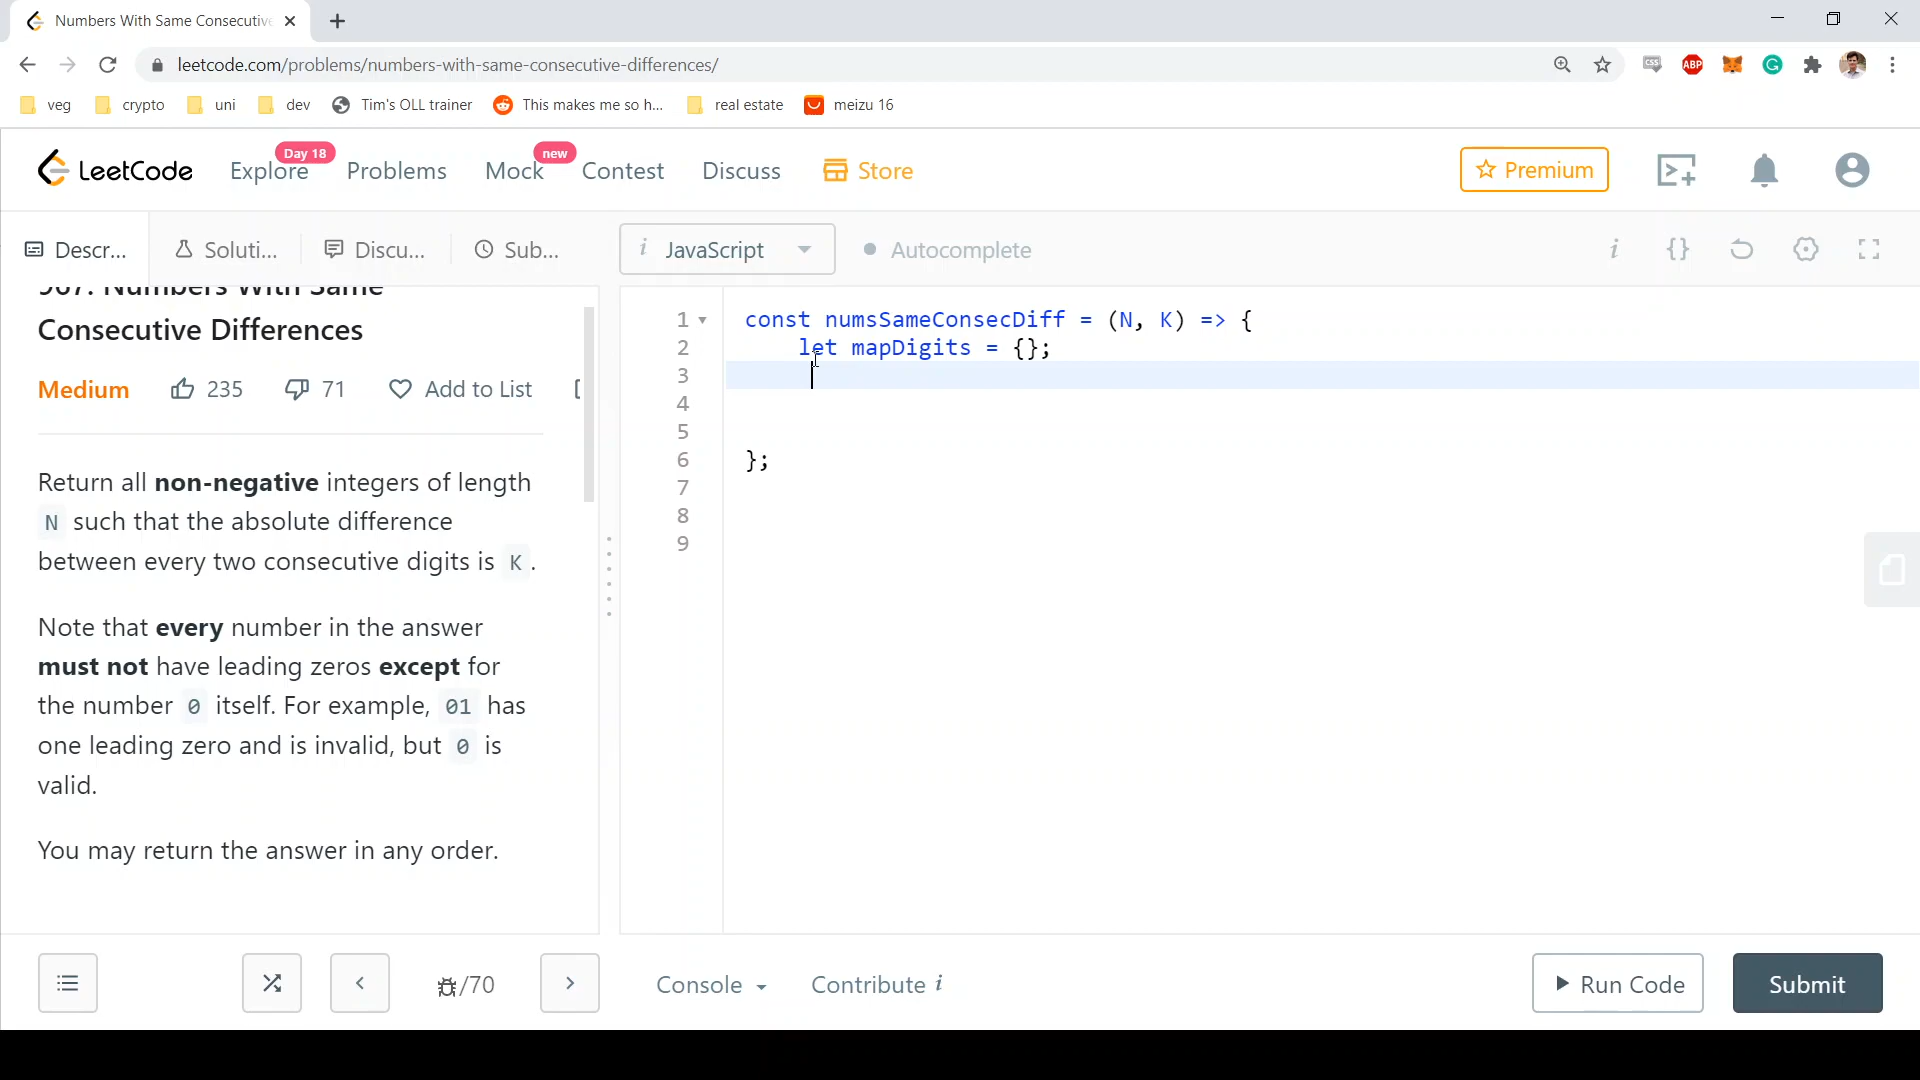 Numbers With Same Consecutiv
leetcode.com/problems/numbers-with-same-consecutive-differences/
CSS
ABP
veg
crypto
uni
dev
Tim's OLL trainer
This makes me so h...
real estate
meizu 16
LeetCode
Explore
Day 18
Problems
Mock
new
Contest
Discuss
Store
Premium
Descr...
Soluti...
Discu...
Sub...
i JavaScript
Autocomplete
i {}
967. Numbers With Same
Consecutive Differences
Medium
235
71
Add to List
Return all non-negative integers of length
N such that the absolute difference
between every two consecutive digits is K.
Note that every number in the answer
must not have leading zeros except for
the number 0 itself. For example, 01 has
one leading zero and is invalid, but 0 is
valid.
You may return the answer in any order.
1 const numsSameConsecDiff = (N, K) => {
2 let mapDigits = {};
3
4
5
6 };
7
8
9
/70
Console
Contribute i
Run Code
Submit